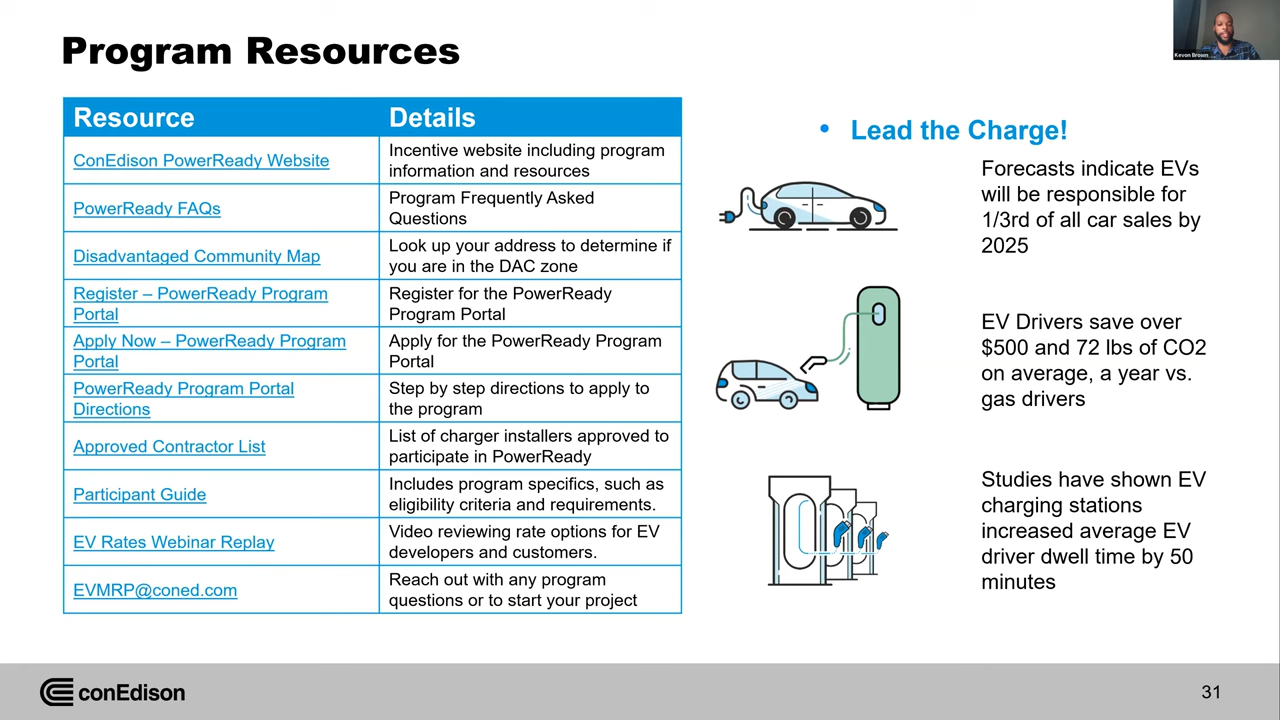 Program Resources
Kevon Brown
Resource Details
ConEdison PowerReady Website
Incentive website including program
information and resources
PowerReady FAQs
Program Frequently Asked
Questions
Disadvantaged Community Map
Look up your address to determine if
you are in the DAC zone
Register – PowerReady Program
Portal
Register for the PowerReady
Program Portal
Apply Now – PowerReady Program
Portal
Apply for the PowerReady Program
Portal
PowerReady Program Portal
Directions
Step by step directions to apply to
the program
Approved Contractor List
List of charger installers approved to
participate in PowerReady
Participant Guide
Includes program specifics, such as
eligibility criteria and requirements.
EV Rates Webinar Replay
Video reviewing rate options for EV
developers and customers.
EVMRP@coned.com
Reach out with any program
questions or to start your project
• Lead the Charge!
Forecasts indicate EVs
will be responsible for
1/3rd of all car sales by
2025
EV Drivers save over
$500 and 72 lbs of CO2
on average, a year vs.
gas drivers
Studies have shown EV
charging stations
increased average EV
driver dwell time by 50
minutes
conEdison
31